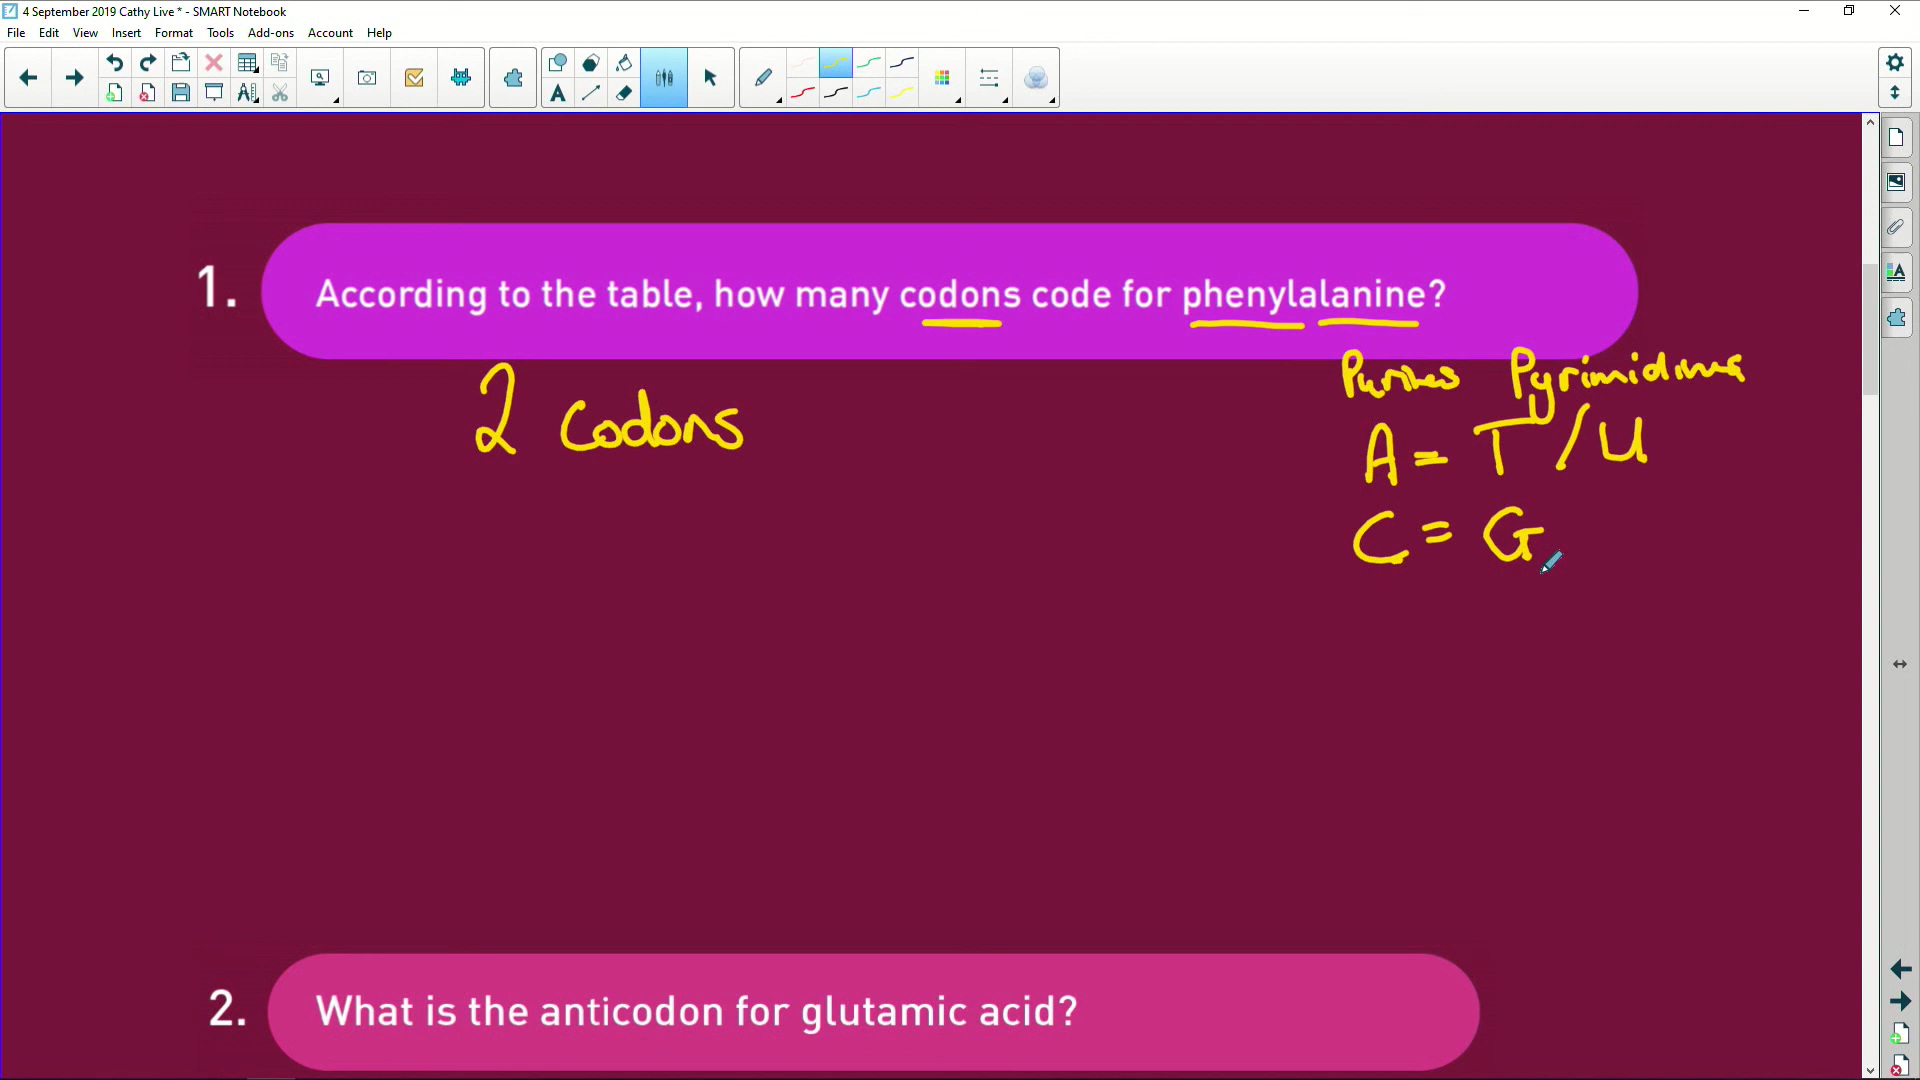 4 September 2019 Cathy Live * - SMART Notebook
File Edit View Insert Format Tools Add-ons Account Help
1. According to the table, how many codons code for phenylalanine?
2 Codons
Purines Pyrimidines
A = T / U
C = G
2. What is the anticodon for glutamic acid?